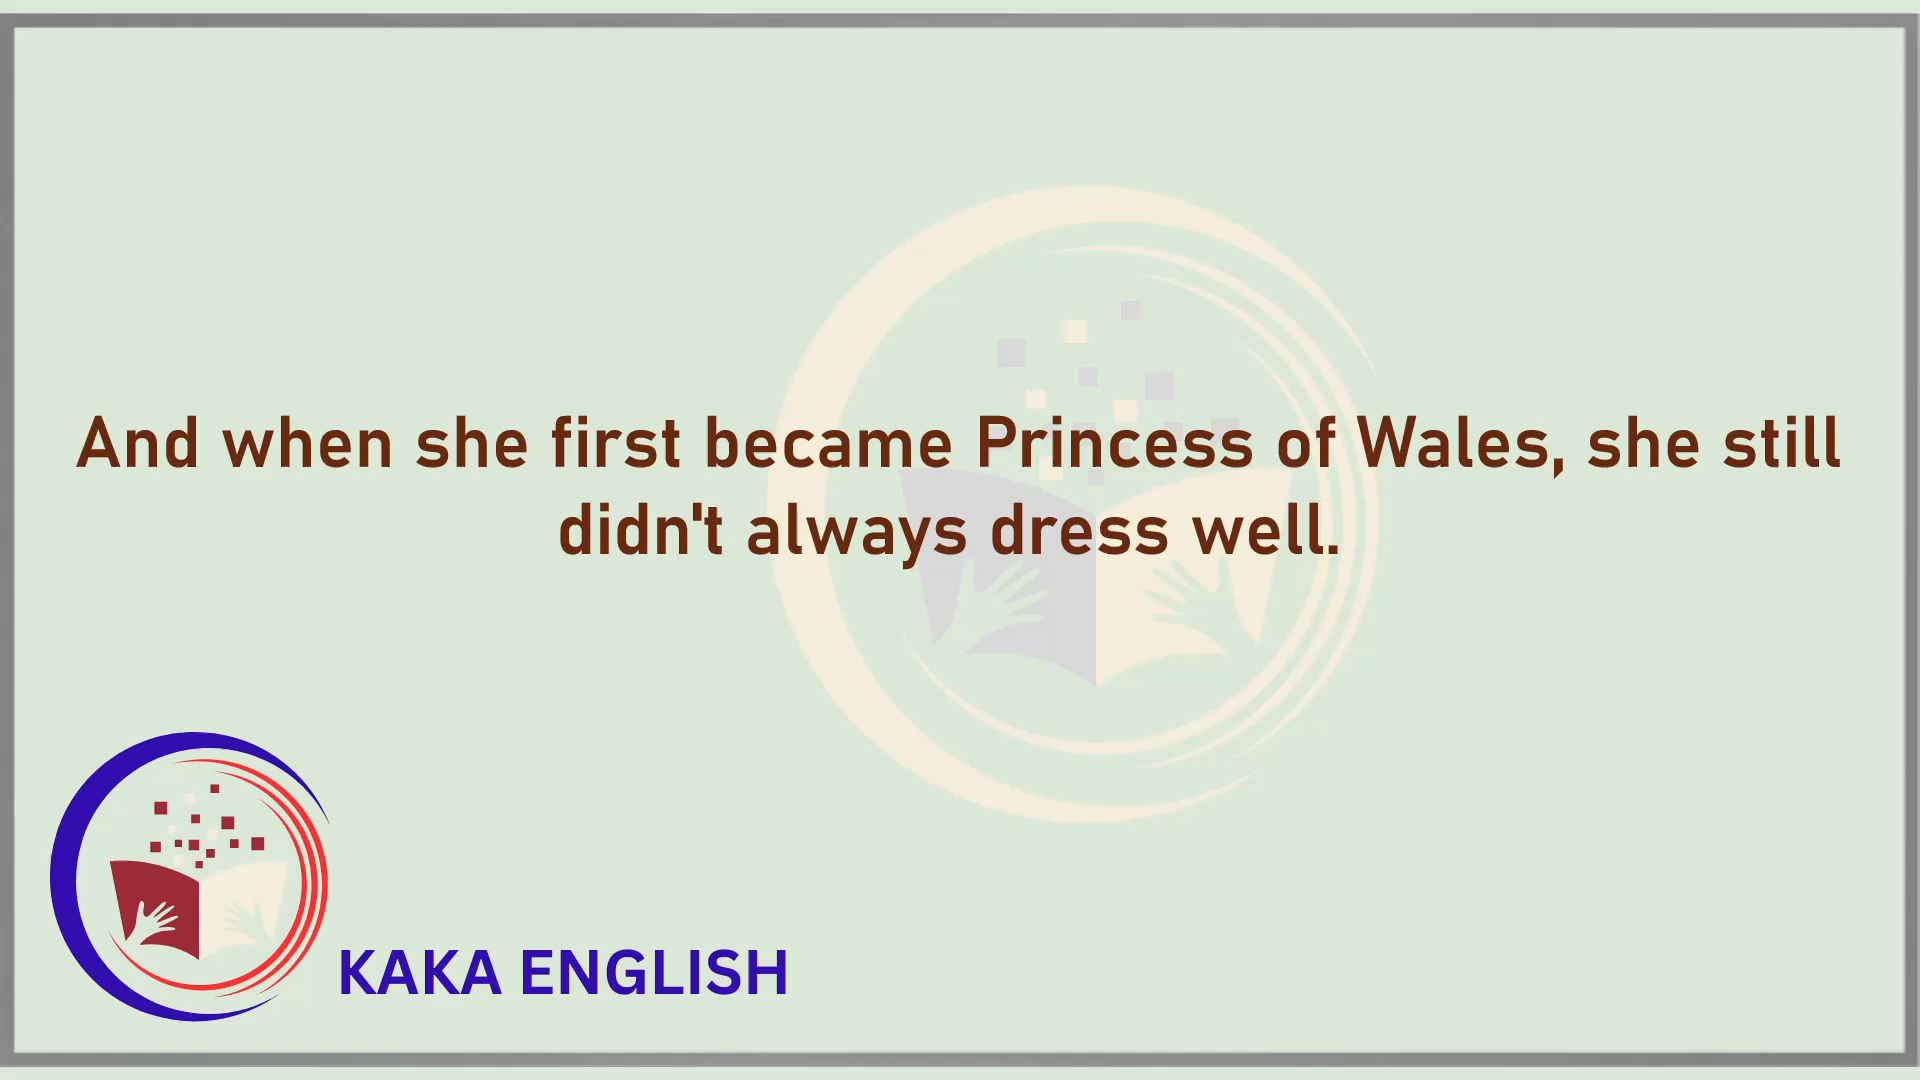 And when she first became Princess of Wales, she still
didn't always dress well.
KAKA ENGLISH